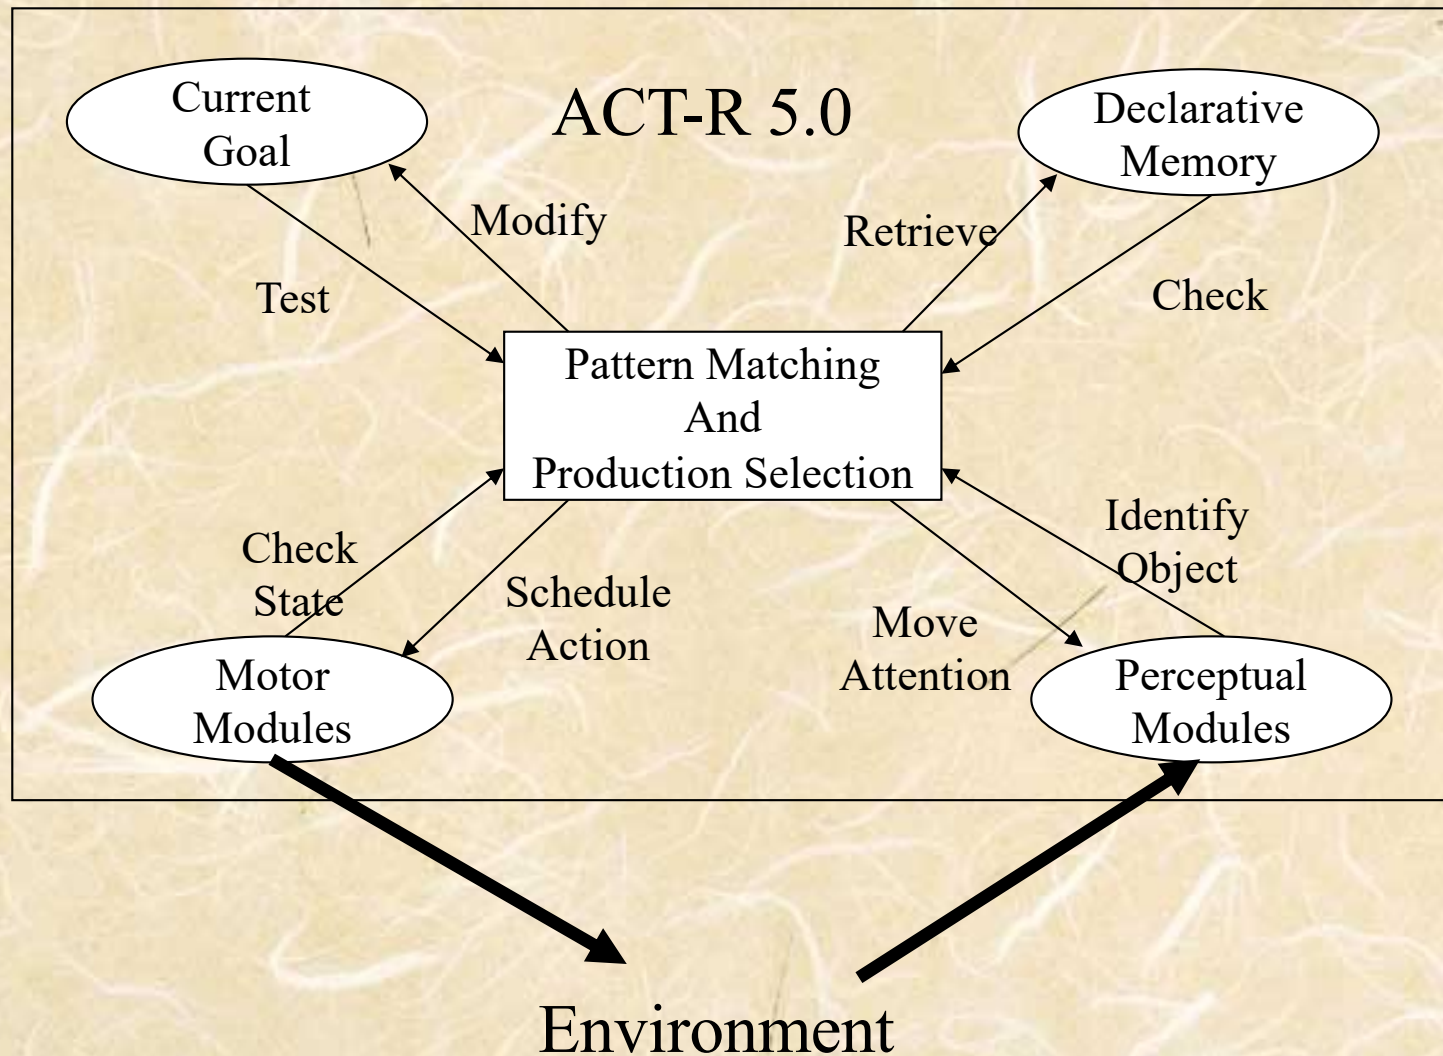 Current
Goal
ACT-R 5.0
Declarative
Memory
Modify
Retrieve
Test
Check
Pattern Matching
And
Production Selection
Check
State
Schedule
Action
Identify
Object
Move
Attention
Motor
Modules
Perceptual
Modules
Environment